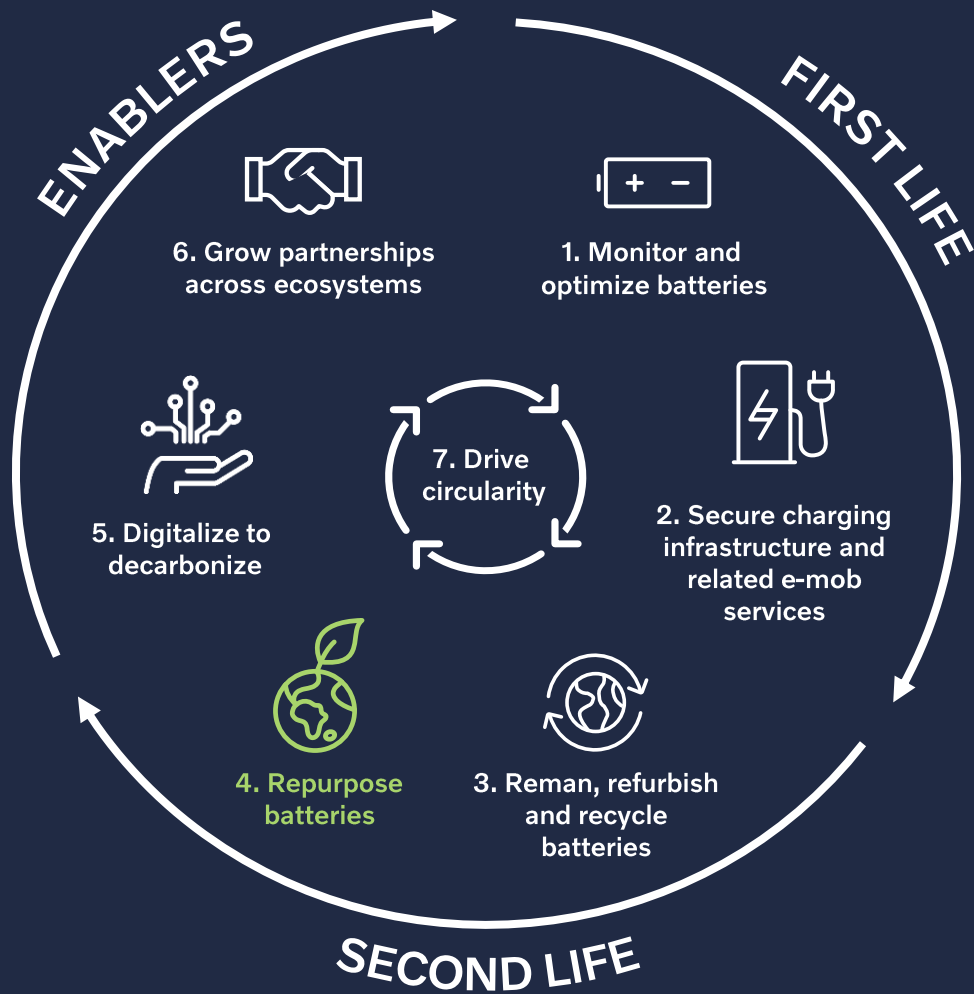 ENABLERS
FIRST LIFE
6. Grow partnerships
across ecosystems
1. Monitor and
optimize batteries
+ −
7. Drive
circularity
5. Digitalize to
decarbonize
2. Secure charging
infrastructure and
related e-mob
services
4. Repurpose
batteries
3. Reman, refurbish
and recycle
batteries
SECOND LIFE